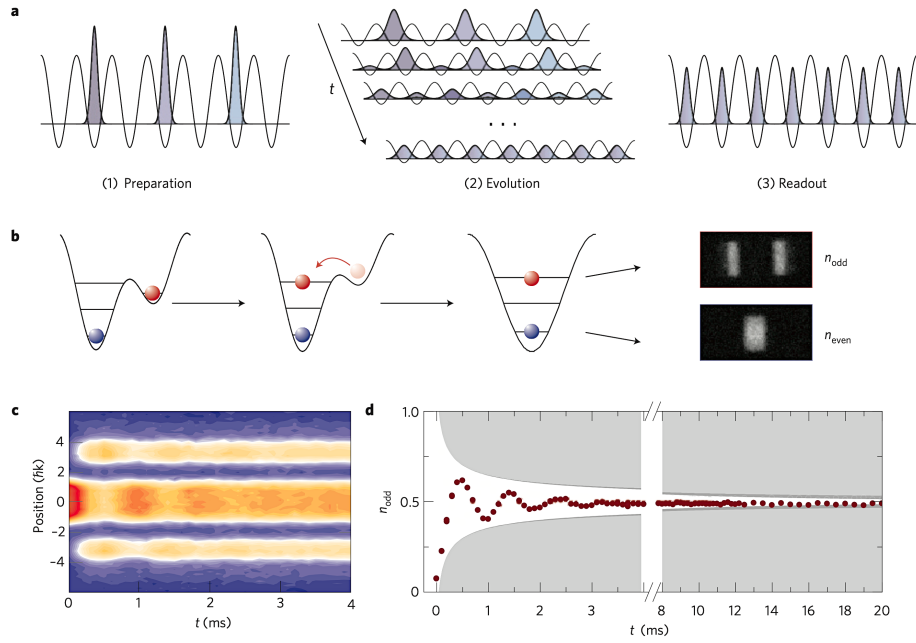 a
t
. . .
(1) Preparation
(2) Evolution
(3) Readout
b
n_odd
n_even
c
4
2
0
−2
−4
Position (ħk)
0
1
2
3
4
t (ms)
d
1.0
0.5
0
n_odd
0
1
2
3
8
10
12
14
16
18
20
t (ms)